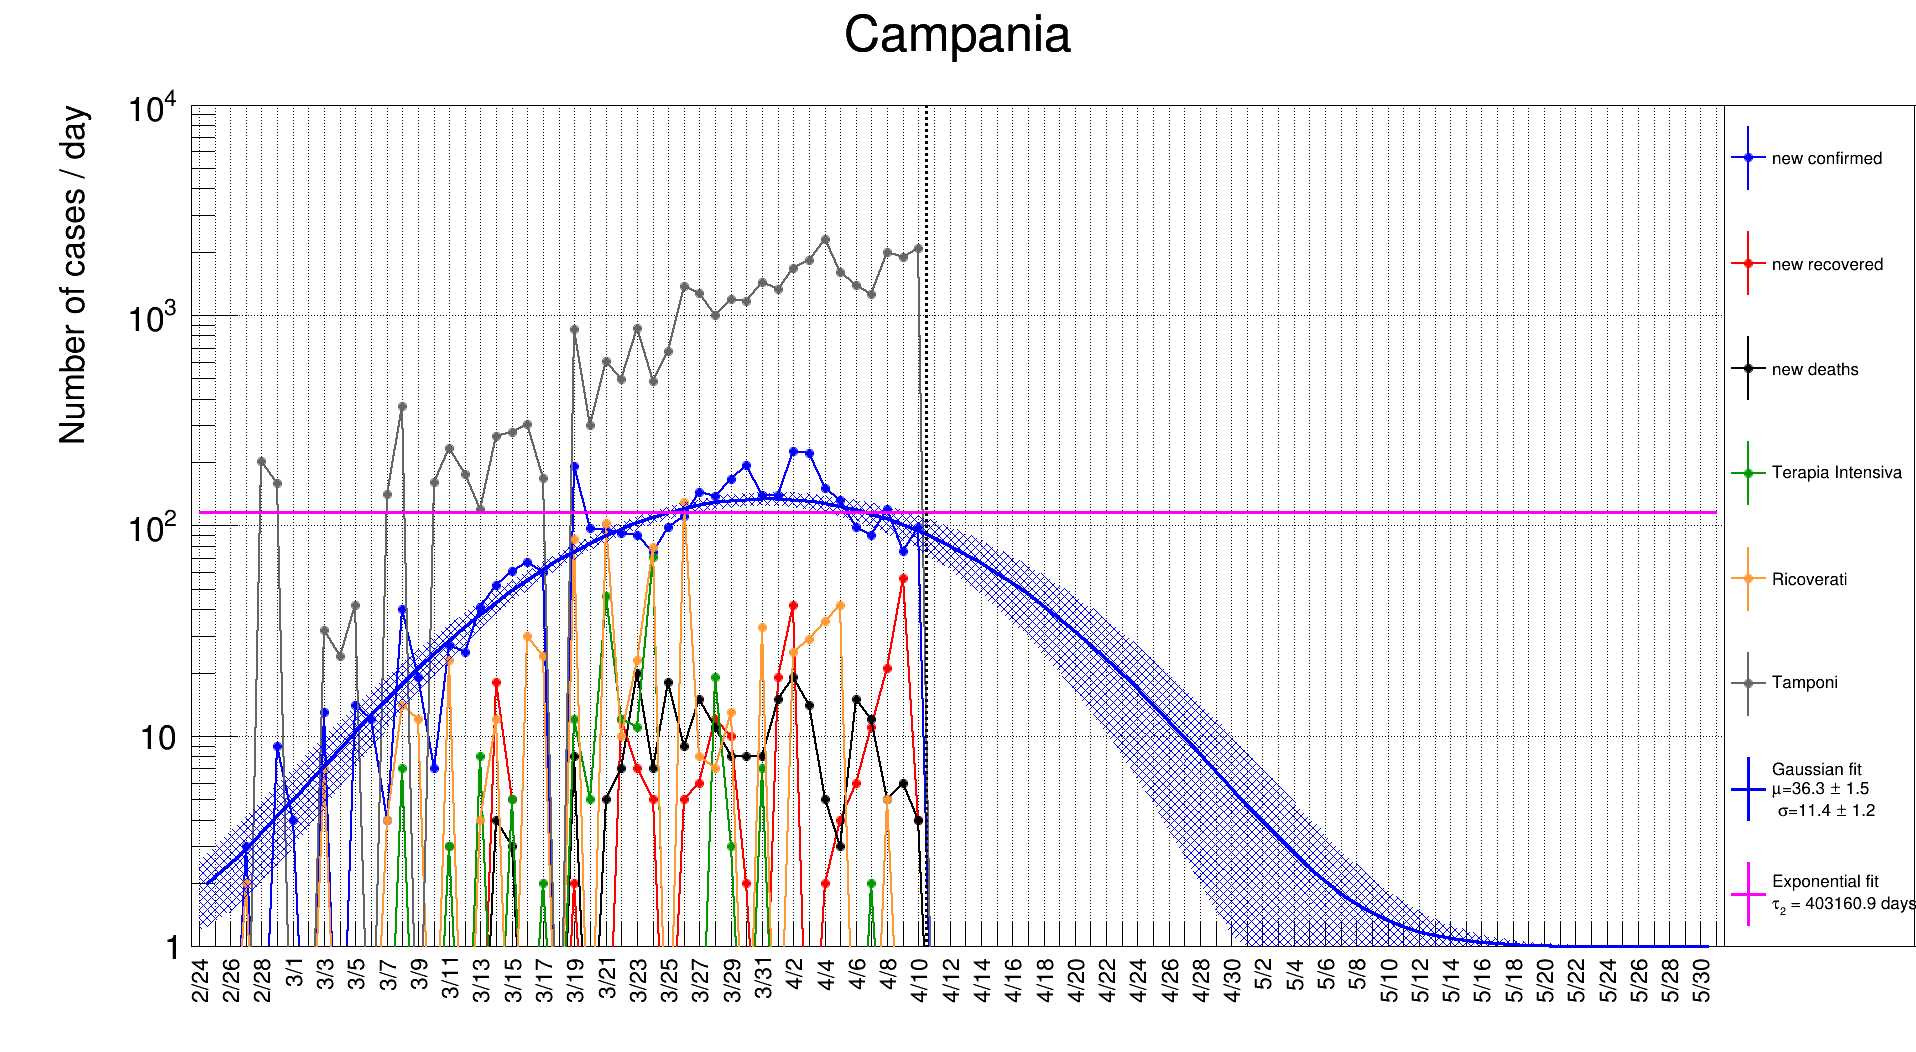 Campania
Number of cases / day
10⁴
10³
10²
10
1
2/24 2/26 2/28 3/1 3/3 3/5 3/7 3/9 3/11 3/13 3/15 3/17 3/19 3/21 3/23 3/25 3/27 3/29 3/31 4/2 4/4 4/6 4/8 4/10 4/12 4/14 4/16 4/18 4/20 4/22 4/24 4/26 4/28 4/30 5/2 5/4 5/6 5/8 5/10 5/12 5/14 5/16 5/18 5/20 5/22 5/24 5/26 5/28 5/30
new confirmed
new recovered
new deaths
Terapia Intensiva
Ricoverati
Tamponi
Gaussian fit
μ=36.3 ± 1.5
σ=11.4 ± 1.2
Exponential fit
τ₂ = 403160.9 days